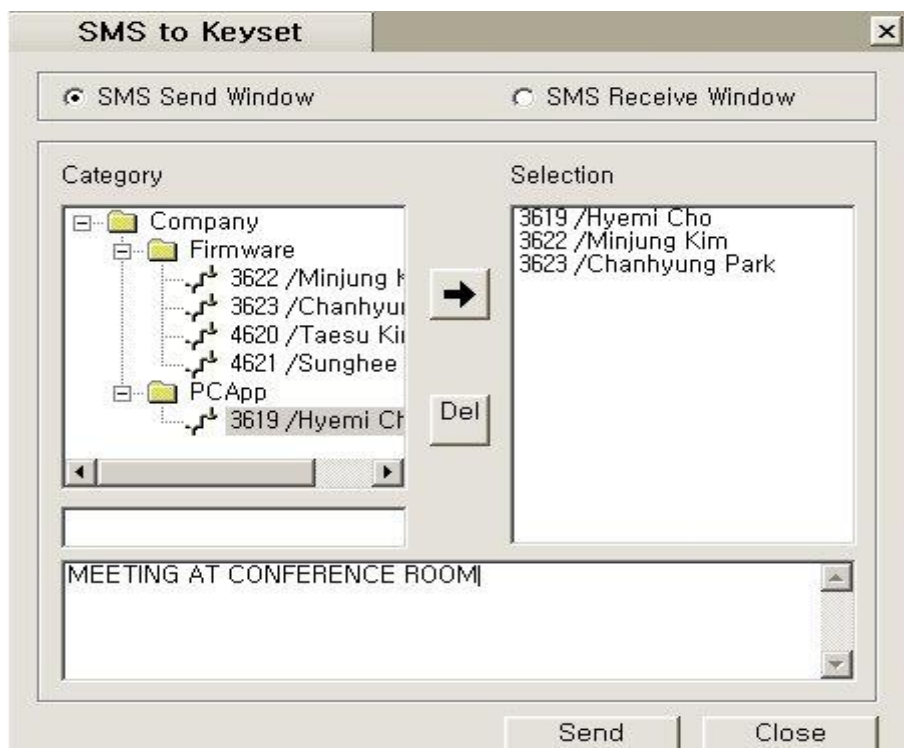 SMS to Keyset
SMS Send Window
SMS Receive Window
Category
Selection
Company
Firmware
3622 /Minjung
3623 /Chanhyu
4620 /Taesu Ki
4621 /Sunghee
PCApp
3619 /Hyemi Ch
3619 /Hyemi Cho
3622 /Minjung Kim
3623 /Chanhyung Park
Del
MEETING AT CONFERENCE ROOM
Send
Close